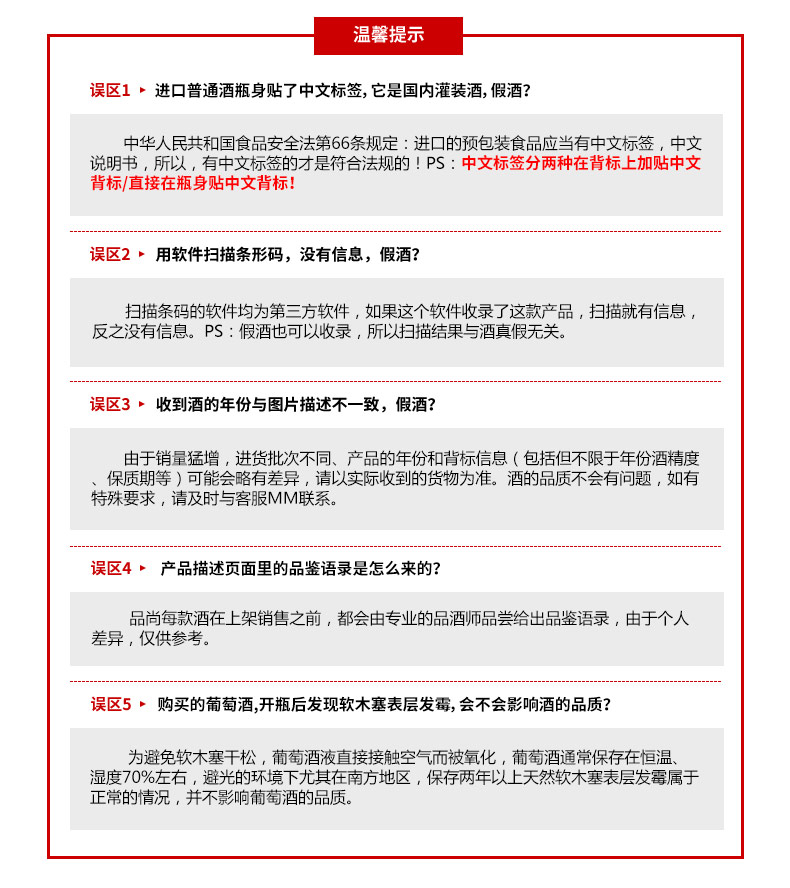 温馨提示
误区1 ▸ 进口普通酒瓶身贴了中文标签, 它是国内灌装酒, 假酒?
中华人民共和国食品安全法第66条规定：进口的预包装食品应当有中文标签，中文
说明书，所以，有中文标签的才是符合法规的！PS：中文标签分两种在背标上加贴中文
背标/直接在瓶身贴中文背标!
误区2 ▸ 用软件扫描条形码，没有信息，假酒?
扫描条码的软件均为第三方软件，如果这个软件收录了这款产品，扫描就有信息，
反之没有信息。PS：假酒也可以收录，所以扫描结果与酒真假无关。
误区3 ▸ 收到酒的年份与图片描述不一致，假酒?
由于销量猛增，进货批次不同、产品的年份和背标信息（包括但不限于年份酒精度
、保质期等）可能会略有差异，请以实际收到的货物为准。酒的品质不会有问题，如有
特殊要求，请及时与客服MM联系。
误区4 ▸ 产品描述页面里的品鉴语录是怎么来的?
品尚每款酒在上架销售之前，都会由专业的品酒师品尝给出品鉴语录，由于个人
差异，仅供参考。
误区5 ▸ 购买的葡萄酒,开瓶后发现软木塞表层发霉, 会不会影响酒的品质?
为避免软木塞干松，葡萄酒液直接接触空气而被氧化，葡萄酒通常保存在恒温、
湿度70%左右，避光的环境下尤其在南方地区，保存两年以上天然软木塞表层发霉属于
正常的情况，并不影响葡萄酒的品质。